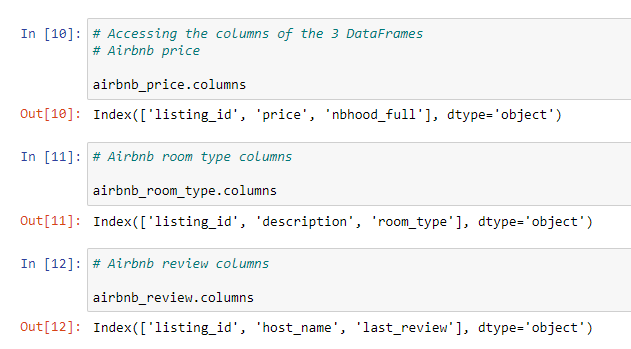 In [10]: # Accessing the columns of the 3 DataFrames
# Airbnb price
airbnb_price.columns
Out[10]: Index(['listing_id', 'price', 'nbhood_full'], dtype='object')
In [11]: # Airbnb room type columns
airbnb_room_type.columns
Out[11]: Index(['listing_id', 'description', 'room_type'], dtype='object')
In [12]: # Airbnb review columns
airbnb_review.columns
Out[12]: Index(['listing_id', 'host_name', 'last_review'], dtype='object')